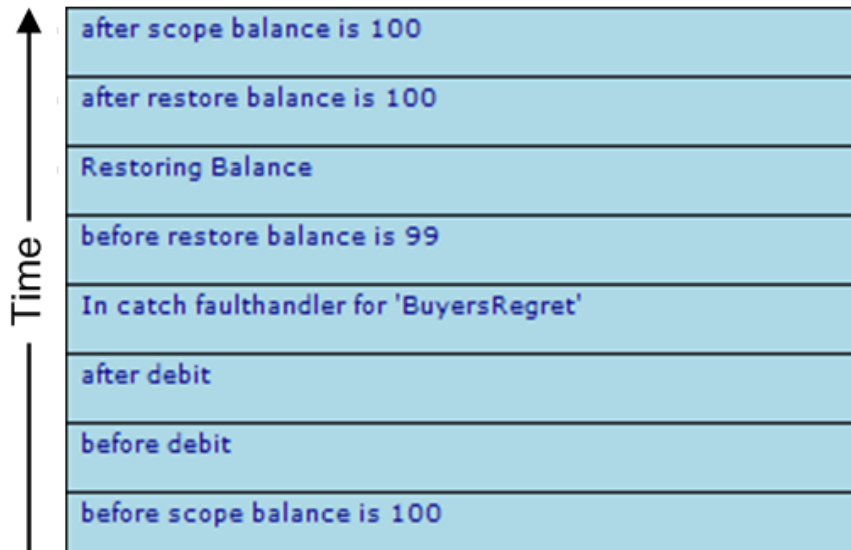 after scope balance is 100
after restore balance is 100
Restoring Balance
before restore balance is 99
In catch faulthandler for 'BuyersRegret'
after debit
before debit
before scope balance is 100
Time